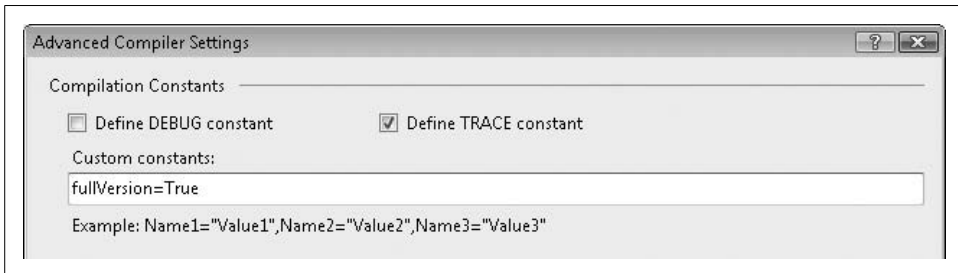 Advanced Compiler Settings
Compilation Constants
Define DEBUG constant
Define TRACE constant
Custom constants:
fullVersion=True
Example: Name1="Value1",Name2="Value2",Name3="Value3"